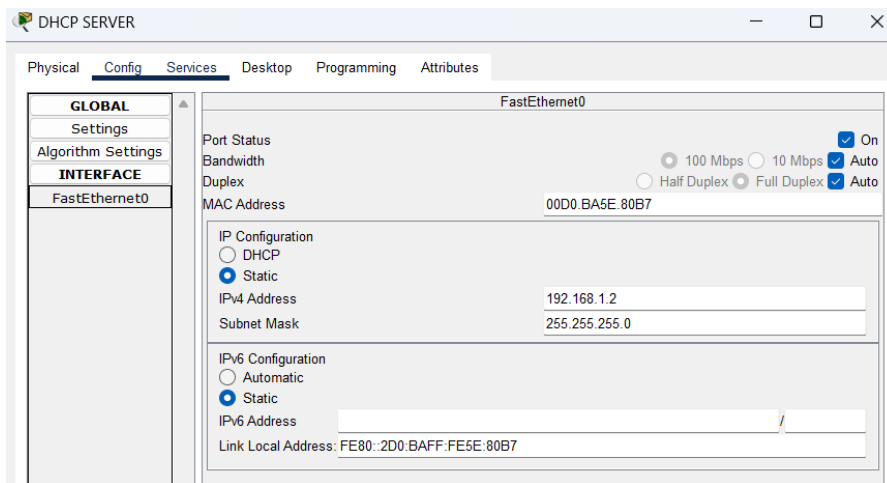 DHCP SERVER
Physical Config Services Desktop Programming Attributes
GLOBAL
Settings
Algorithm Settings
INTERFACE
FastEthernet0
FastEthernet0
Port Status On
Bandwidth 100 Mbps 10 Mbps Auto
Duplex Half Duplex Full Duplex Auto
MAC Address 00D0.BA5E.80B7
IP Configuration
DHCP
Static
IPv4 Address 192.168.1.2
Subnet Mask 255.255.255.0
IPv6 Configuration
Automatic
Static
IPv6 Address /
Link Local Address: FE80::2D0:BAFF:FE5E:80B7